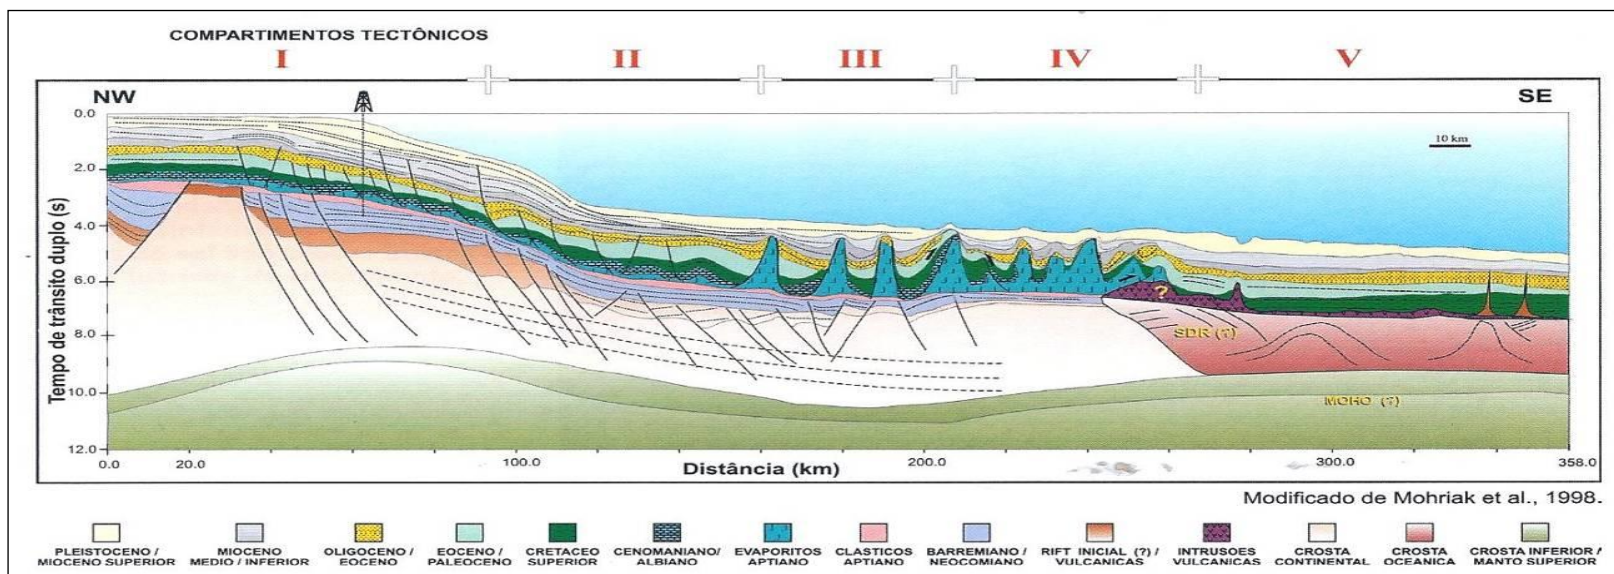 COMPARTIMENTOS TECTÔNICOS
I II III IV V
NW SE
10 km
Tempo de trânsito duplo (s)
0.0
2.0
4.0
6.0
8.0
10.0
12.0
?
SDR (?)
MOHO (?)
0.0 20.0 100.0 200.0 300.0 358.0
Distância (km)
Modificado de Mohriak et al., 1998.
PLEISTOCENO / MIOCENO SUPERIOR
MIOCENO MEDIO / INFERIOR
OLIGOCENO / EOCENO
EOCENO / PALEOCENO
CRETACEO SUPERIOR
CENOMANIANO/ ALBIANO
EVAPORITOS APTIANO
CLASTICOS APTIANO
BARREMIANO / NEOCOMIANO
RIFT INICIAL (?) / VULCANICAS
INTRUSOES VULCANICAS
CROSTA CONTINENTAL
CROSTA OCEANICA
CROSTA INFERIOR / MANTO SUPERIOR